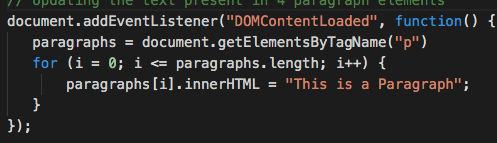 // Updating the text present in 4 paragraph elements
document.addEventListener("DOMContentLoaded", function() {
    paragraphs = document.getElementsByTagName("p")
    for (i = 0; i <= paragraphs.length; i++) {
        paragraphs[i].innerHTML = "This is a Paragraph";
    }
});